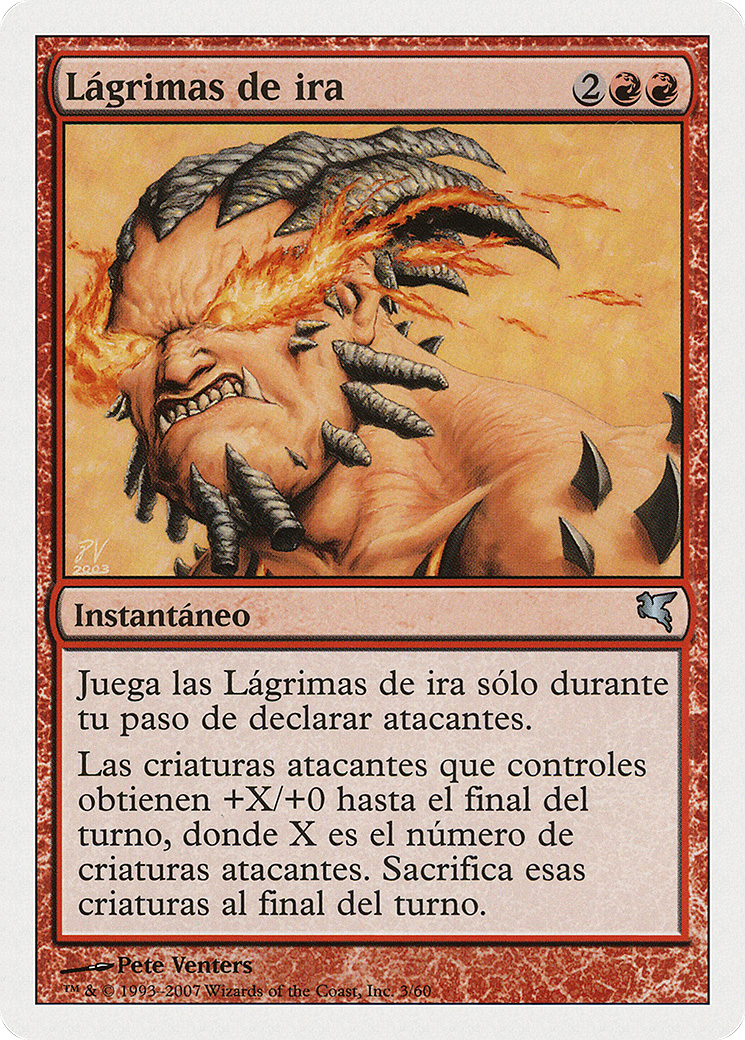 Lágrimas de ira 2
PV
2003
Instantáneo
Juega las Lágrimas de ira sólo durante
tu paso de declarar atacantes.
Las criaturas atacantes que controles
obtienen +X/+0 hasta el final del
turno, donde X es el número de
criaturas atacantes. Sacrifica esas
criaturas al final del turno.
Pete Venters
™ & © 1993–2007 Wizards of the Coast, Inc. 3/60